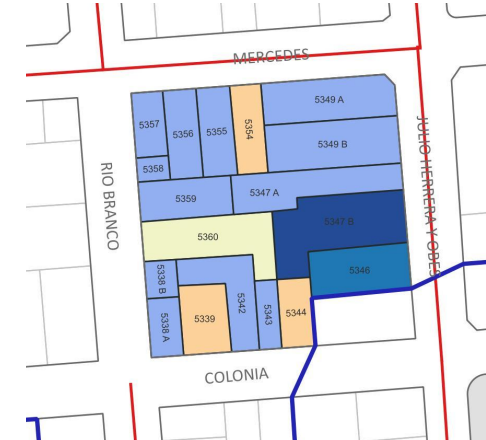 MERCEDES
5349 A
5357
5356
5355
5354
5349 B
5358
5347 A
5359
RIO BRANCO
JULIO HERRERA Y OBES
5347 B
5360
5346
5338 B
5342
5343
5344
5339
5338 A
COLONIA